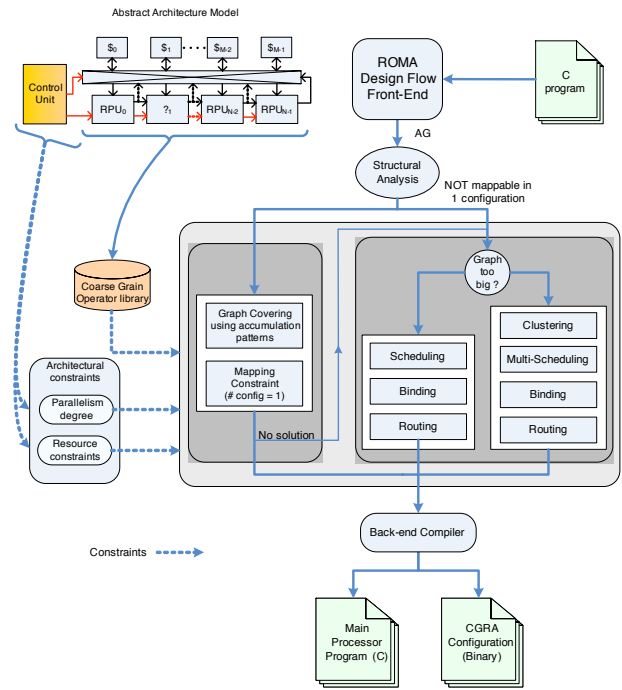 Abstract Architecture Model
$0 $1 $M-2 $M-1
Control
Unit
RPU0 ?1 RPUN-2 RPUN-1
ROMA
Design Flow
Front-End
C
program
AG
Structural
Analysis
NOT mappable in
1 configuration
Graph
too
big ?
Coarse Grain
Operator library
Graph Covering
using accumulation
patterns
Mapping
Constraint
(# config = 1)
No solution
Scheduling
Binding
Routing
Clustering
Multi-Scheduling
Binding
Routing
Architectural
constraints
Parallelism
degree
Resource
constraints
Back-end Compiler
Constraints
Main
Processor
Program (C)
CGRA
Configuration
(Binary)